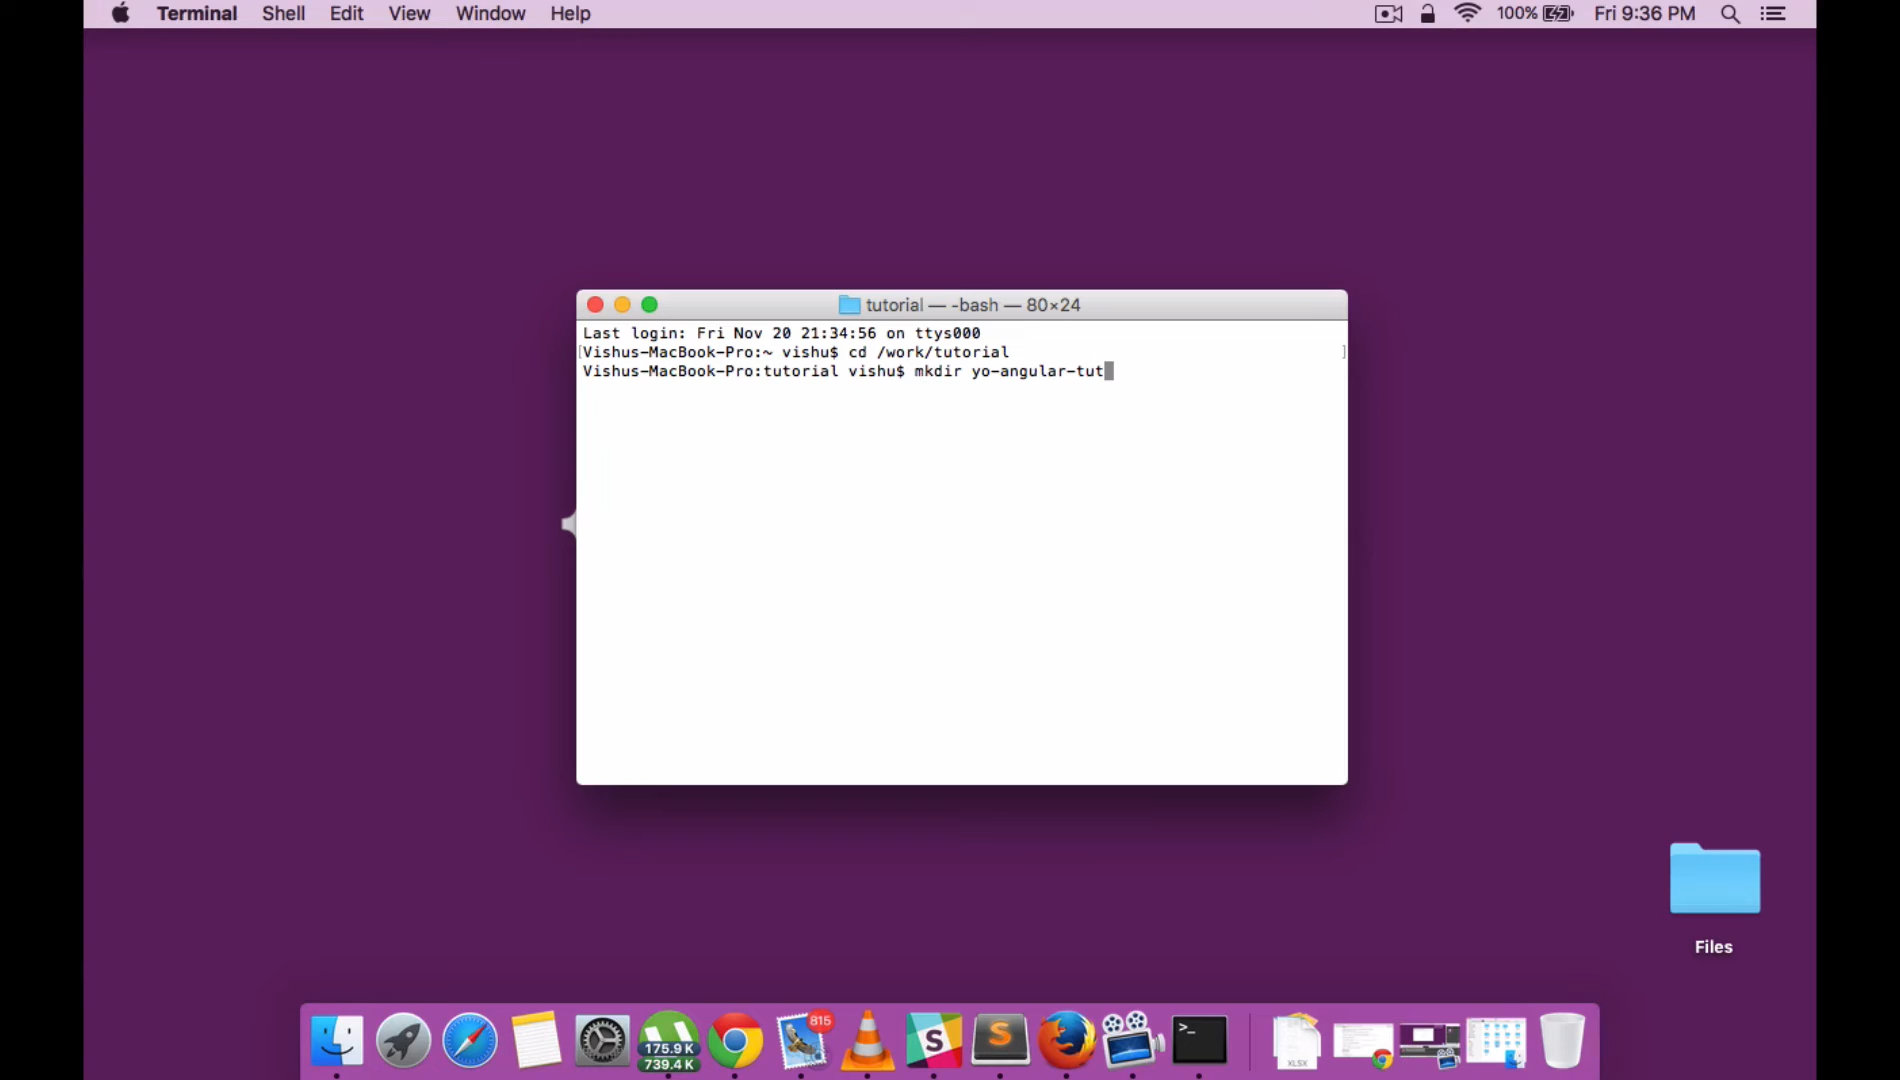 Terminal Shell Edit View Window Help 100% Fri 9:36 PM
tutorial — -bash — 80×24
Last login: Fri Nov 20 21:34:56 on ttys000
[Vishus-MacBook-Pro:~ vishu$ cd /work/tutorial ]
Vishus-MacBook-Pro:tutorial vishu$ mkdir yo-angular-tut
Files
815
175.9 K
739.4 K
S
S
>_
XLSX